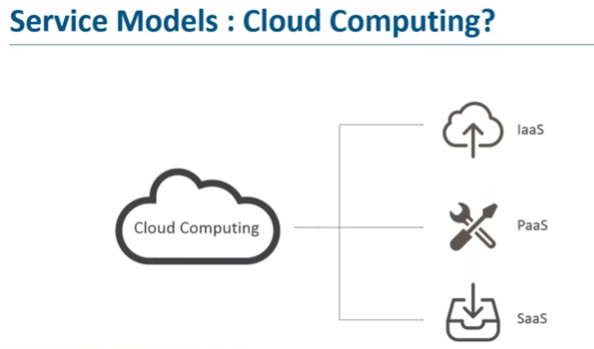 Service Models : Cloud Computing?
IaaS
Cloud Computing
PaaS
SaaS